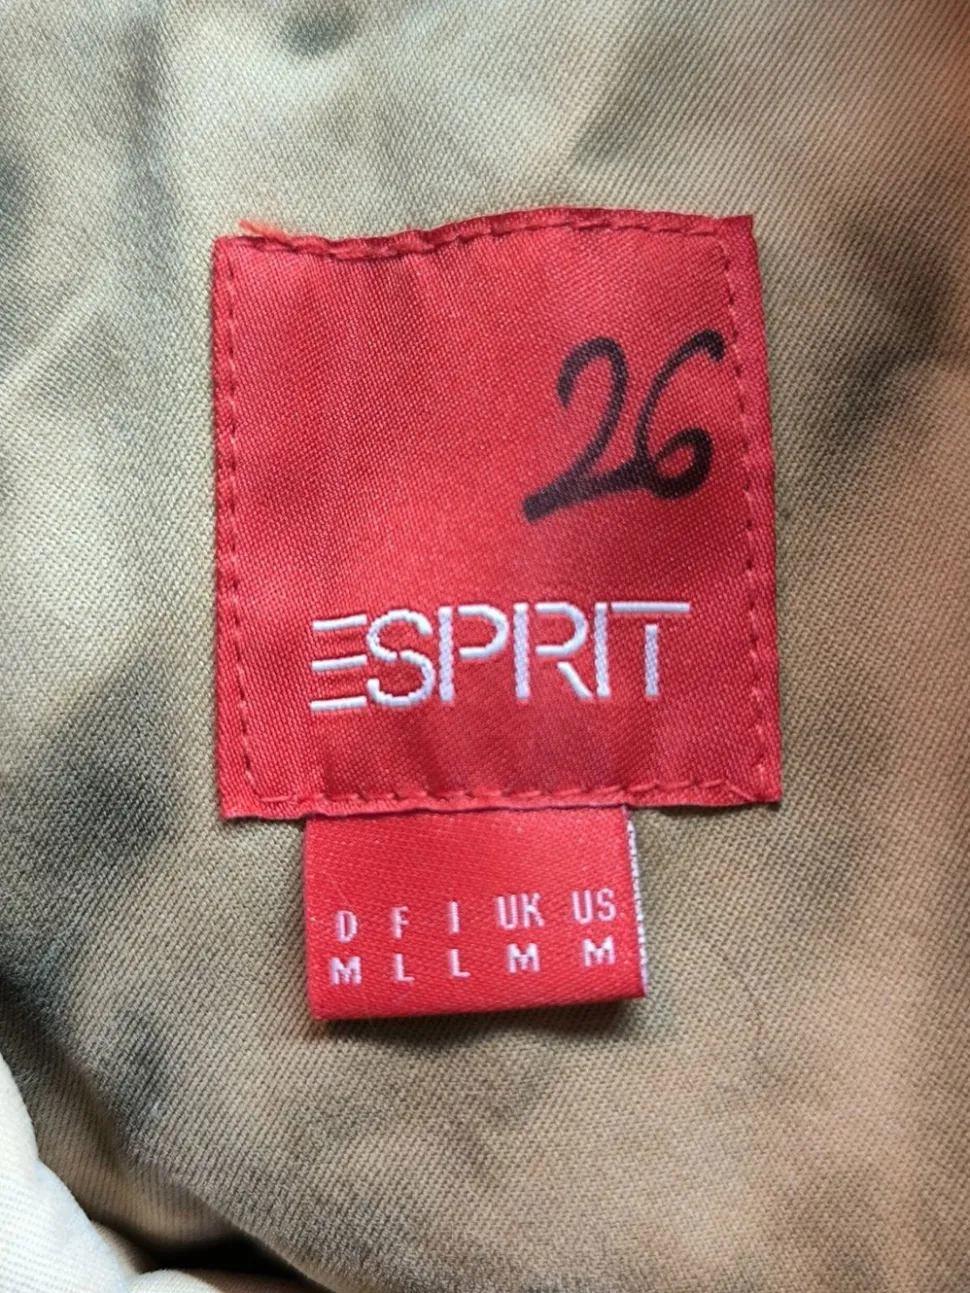 26
ESPRIT
D F I UK US
M L L M M